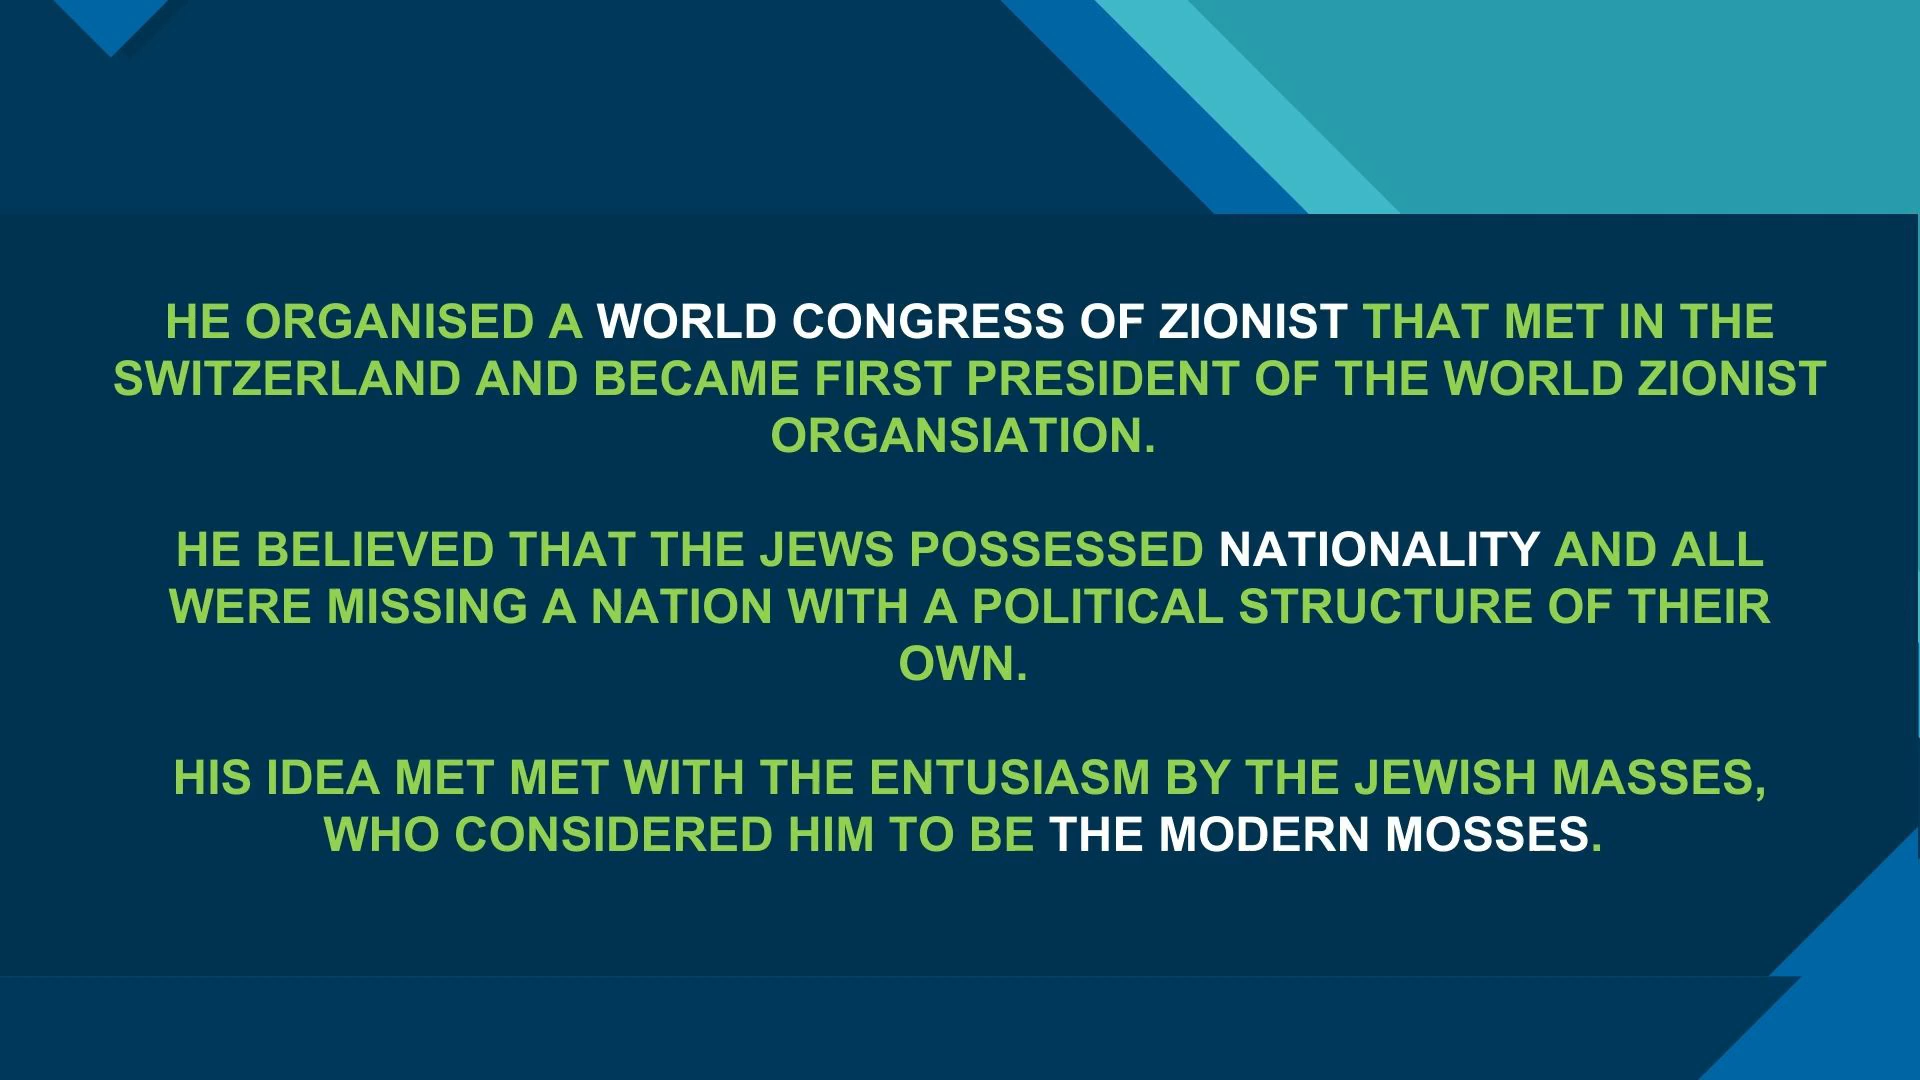 HE ORGANISED A WORLD CONGRESS OF ZIONIST THAT MET IN THE
SWITZERLAND AND BECAME FIRST PRESIDENT OF THE WORLD ZIONIST
ORGANSIATION.
HE BELIEVED THAT THE JEWS POSSESSED NATIONALITY AND ALL
WERE MISSING A NATION WITH A POLITICAL STRUCTURE OF THEIR
OWN.
HIS IDEA MET MET WITH THE ENTUSIASM BY THE JEWISH MASSES,
WHO CONSIDERED HIM TO BE THE MODERN MOSSES.